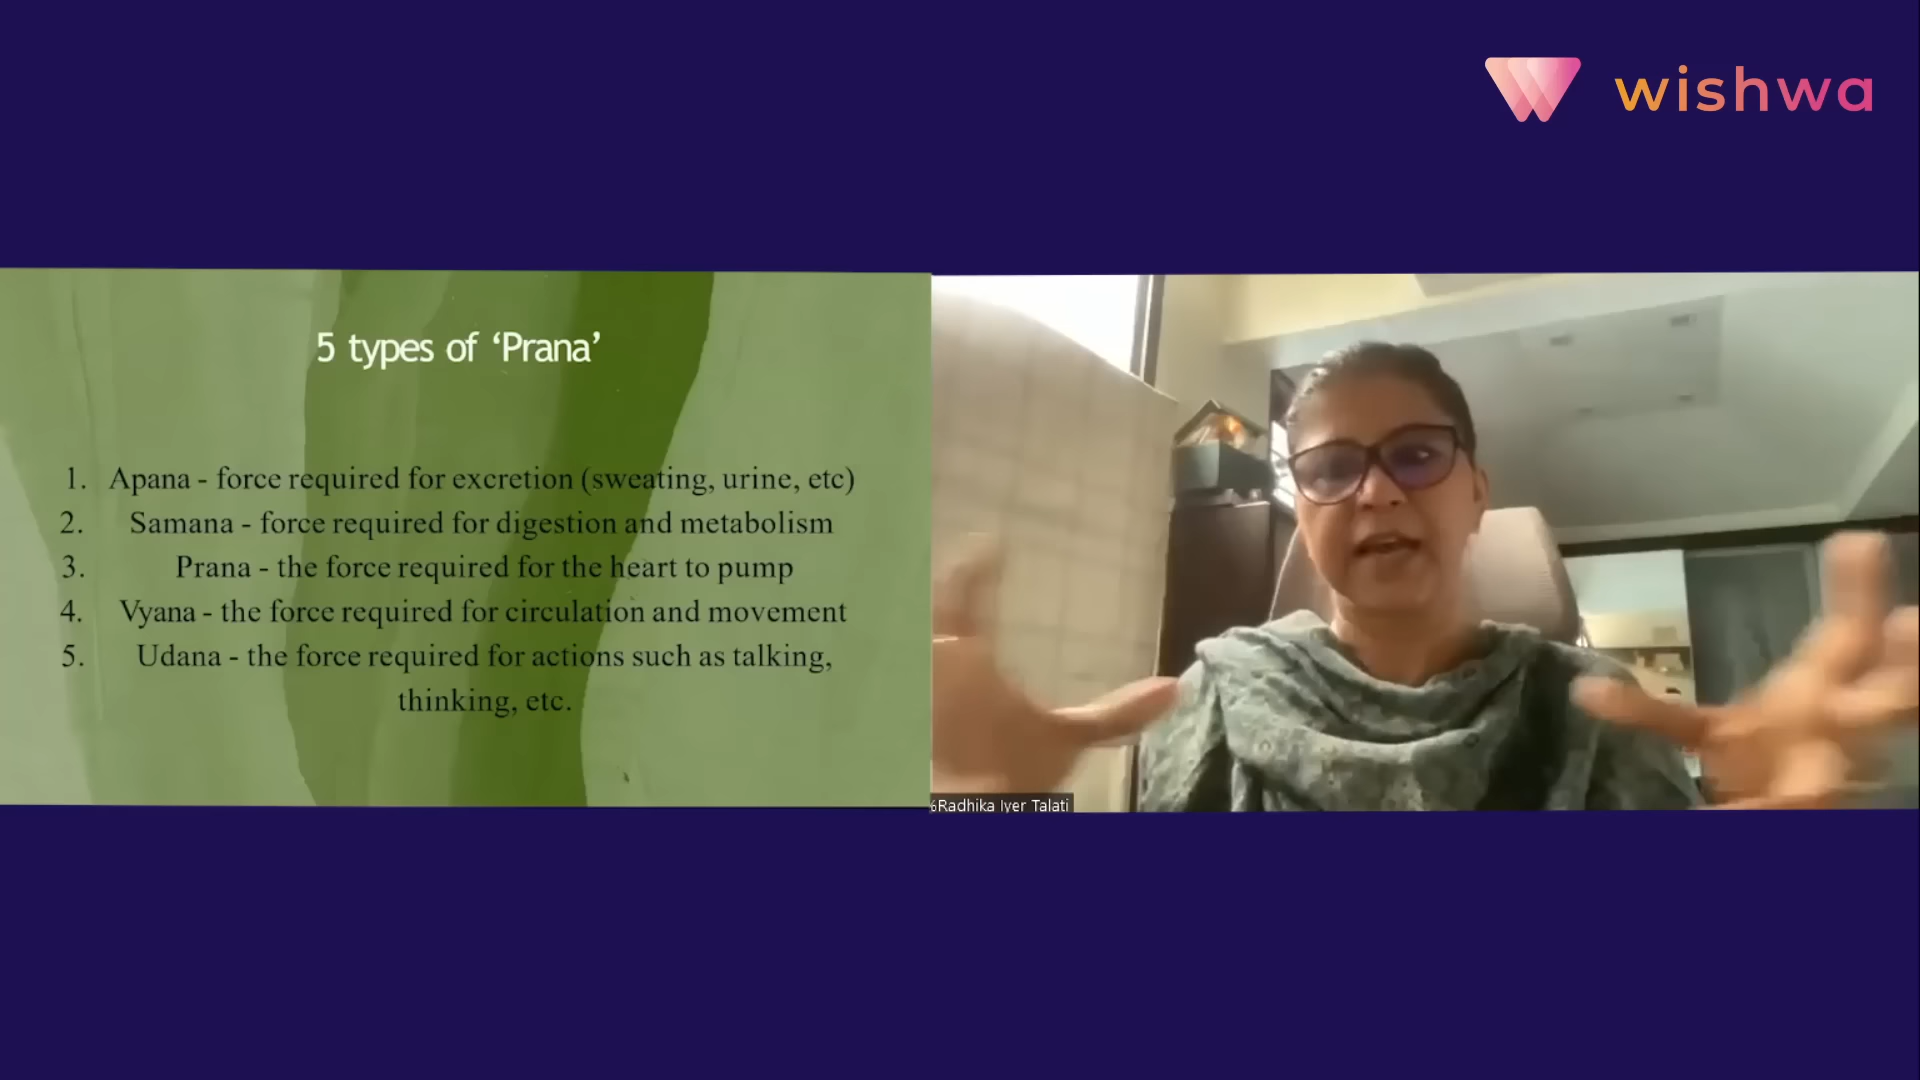 wishwa
5 types of ‘Prana’
1. Apana - force required for excretion (sweating, urine, etc)
2. Samana - force required for digestion and metabolism
3. Prana - the force required for the heart to pump
4. Vyana - the force required for circulation and movement
5. Udana - the force required for actions such as talking,
thinking, etc.
Radhika Iyer Talati